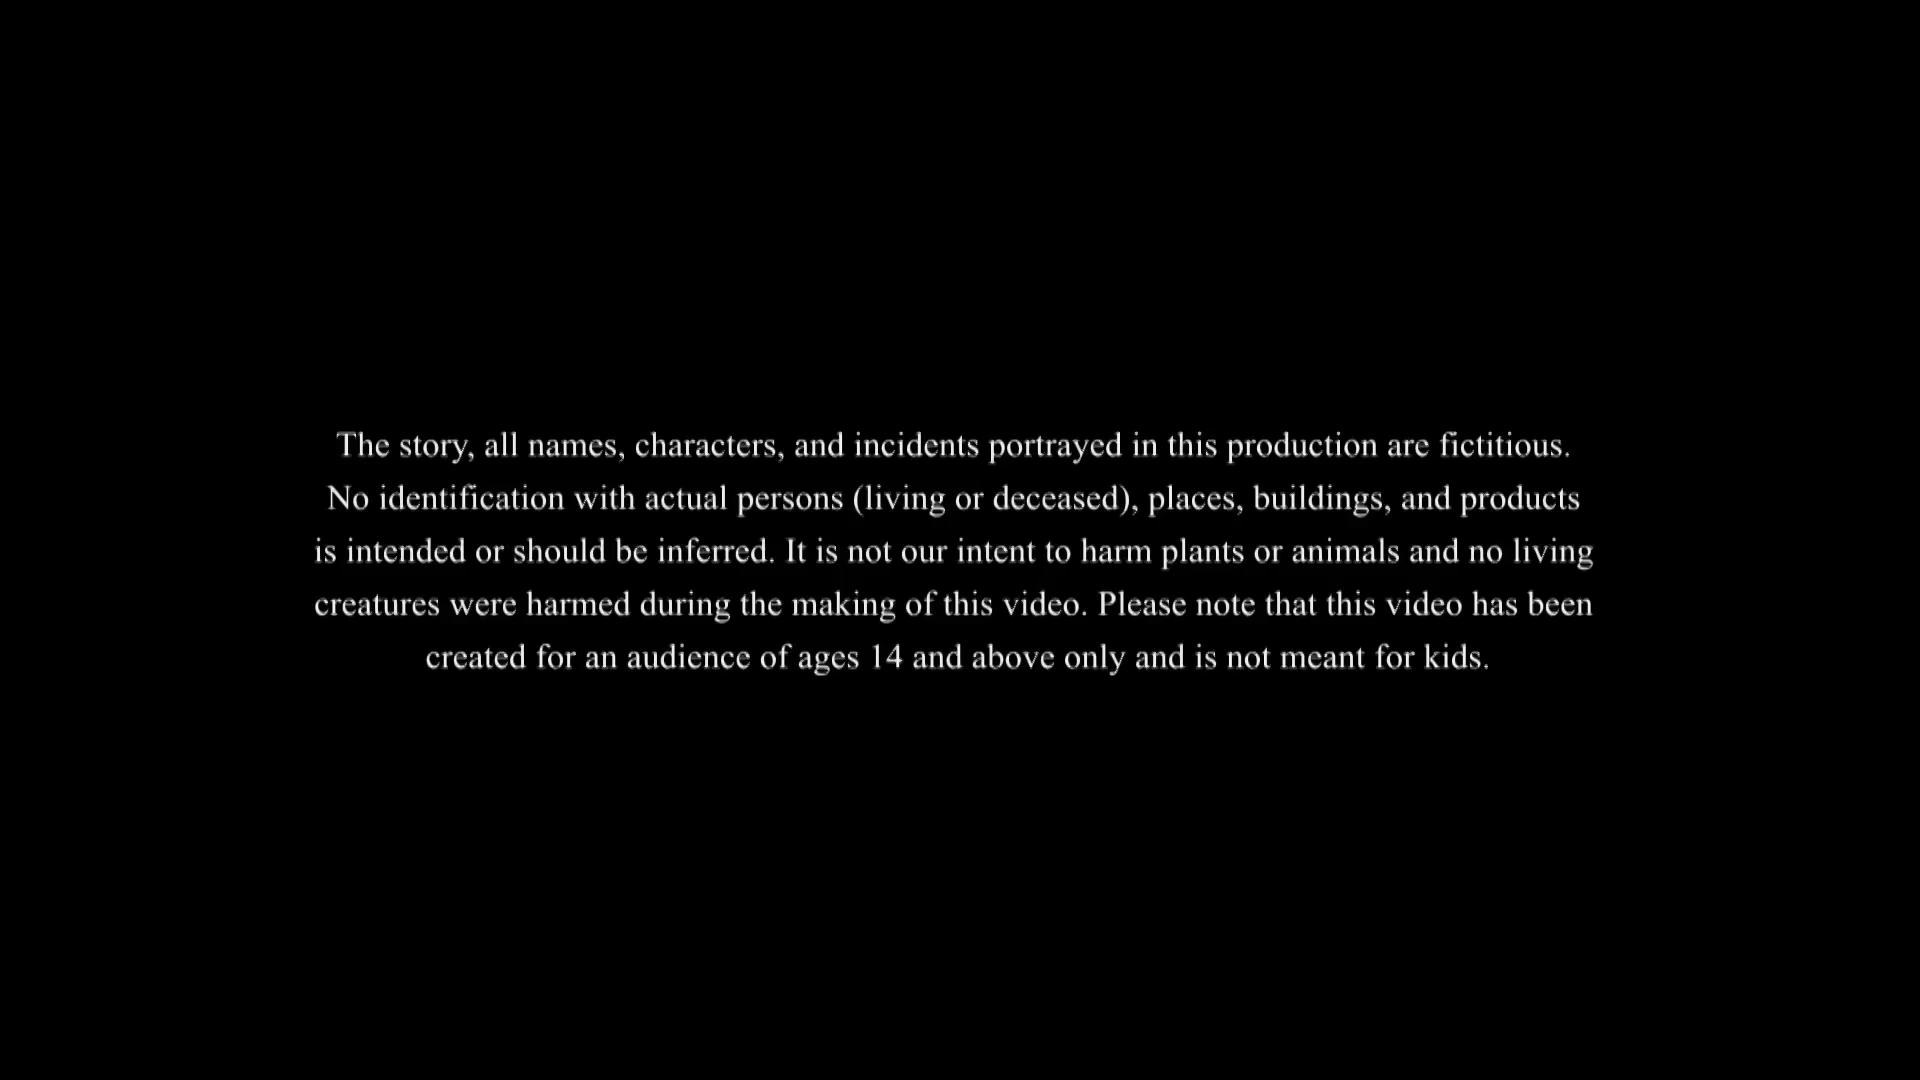 The story, all names, characters, and incidents portrayed in this production are fictitious.
No identification with actual persons (living or deceased), places, buildings, and products
is intended or should be inferred. It is not our intent to harm plants or animals and no living
creatures were harmed during the making of this video. Please note that this video has been
created for an audience of ages 14 and above only and is not meant for kids.